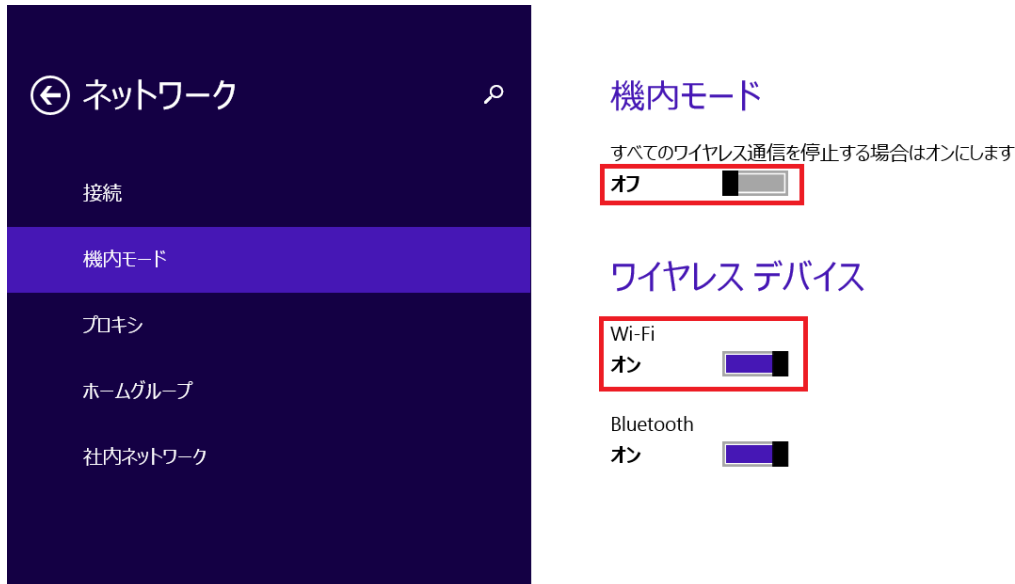 ネットワーク
接続
機内モード
プロキシ
ホームグループ
社内ネットワーク
機内モード
すべてのワイヤレス通信を停止する場合はオンにします
オフ
ワイヤレス デバイス
Wi-Fi
オン
Bluetooth
オン